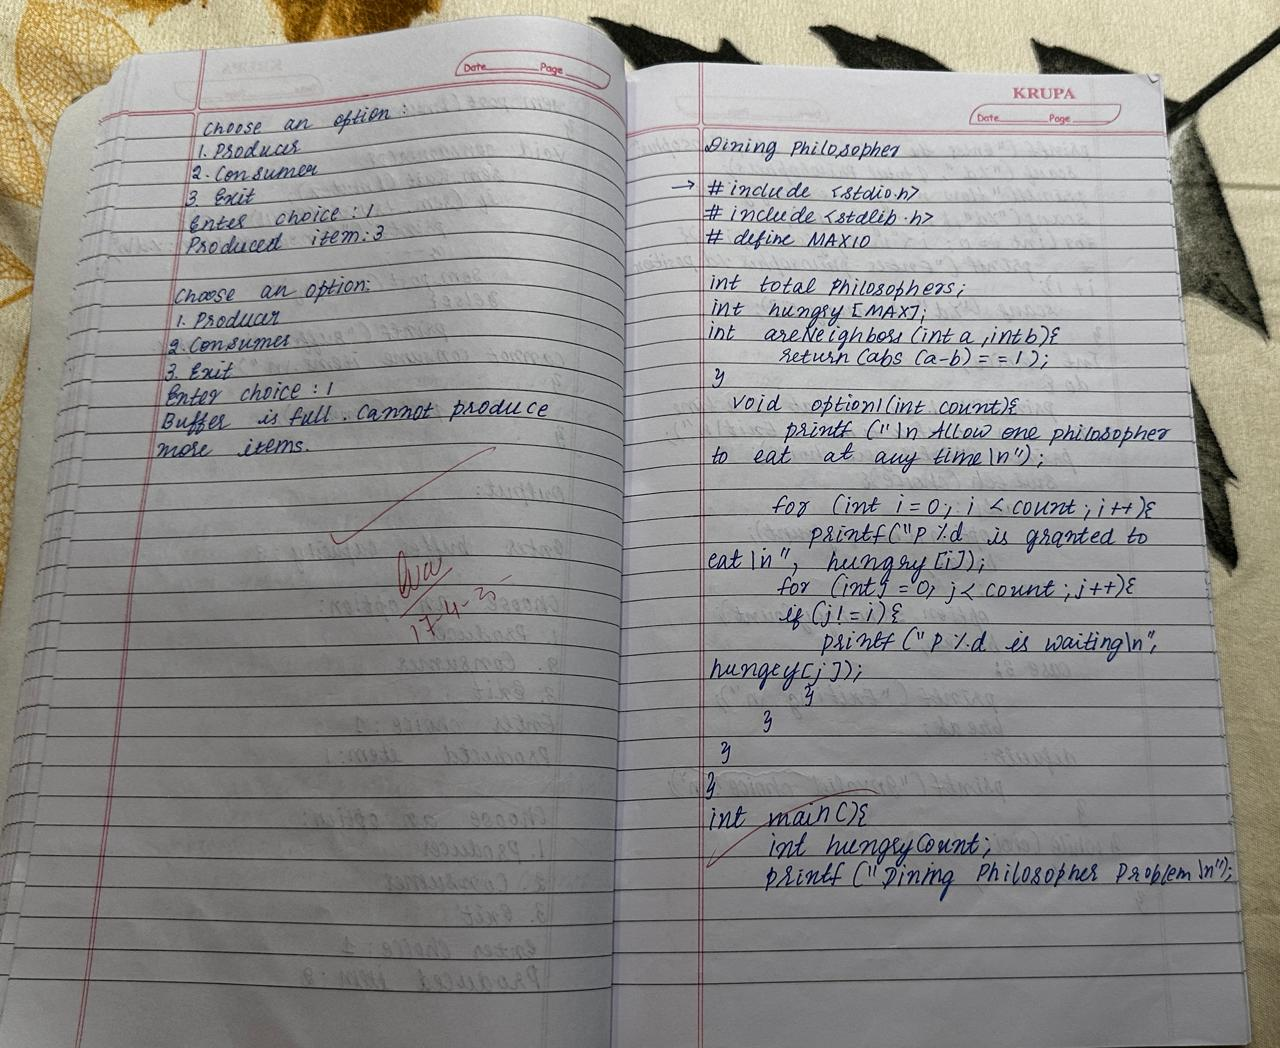 Date Page
Choose an option :
1. Producer
2. Consumer
3. Exit
Enter choice : 1
Produced item : 3
Choose an option:
1. Producer
2. Consumer
3. Exit
Enter choice : 1
Buffer is full . Cannot produce
more items.
17-4-25
KRUPA
Date Page
Dining Philosopher
→ # include <stdio.h>
# include <stdlib.h>
# define MAX10
int total philosophers;
int hungry [MAX];
int areNeighbors (int a , int b){
return (abs (a-b) = = 1);
}
void option1(int count){
printf ("\n Allow one philosopher
to eat at any time \n");
for (int i = 0; i < count ; i++){
printf("P %d is granted to
eat \n", hungry [i]);
for (int j = 0; j < count ; j++){
if (j != i){
printf ("P %d is waiting\n",
hungey[j]);
}
}
}
}
int main(){
int hungryCount;
printf ("Dining Philosopher Problem \n");